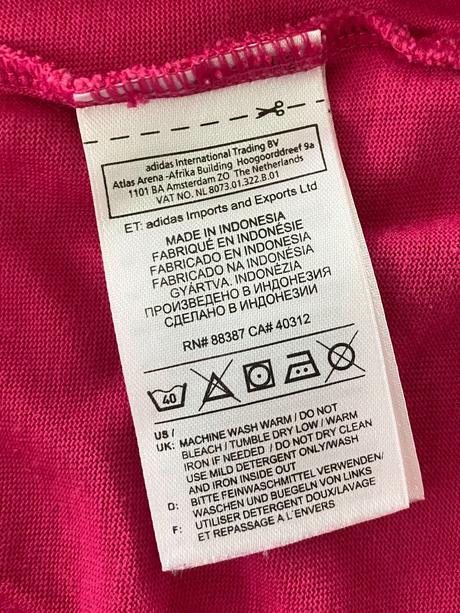 adidas International Trading BV
Atlas Arena -Afrika Building Hoogoorddreef 9a
1101 BA Amsterdam ZO The Netherlands
VAT NO. NL 8073.01.322.B.01
ET: adidas Imports and Exports Ltd
MADE IN INDONESIA
FABRIQUÉ EN INDONÉSIE
FABRICADO EN INDONESIA
FABRICADO NA INDONÉSIA
GYÁRTVA. INDONÉZIA
ПРОИЗВЕДЕНО В ИНДОНЕЗИЯ
СДЕЛАНО В ИНДОНЕЗИИ
RN# 88387 CA# 40312
40
US /
UK: MACHINE WASH WARM / DO NOT
BLEACH / TUMBLE DRY LOW / WARM
IRON IF NEEDED / DO NOT DRY CLEAN
USE MILD DETERGENT ONLY/WASH
AND IRON INSIDE OUT
D: BITTE FEINWASCHMITTEL VERWENDEN/
WASCHEN UND BUEGELN VON LINKS
F: UTILISER DETERGENT DOUX/LAVAGE
ET REPASSAGE A L'ENVERS